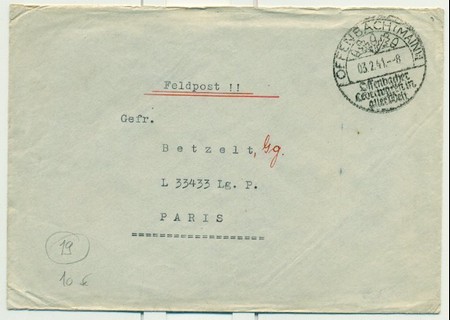 OFFENBACH (MAIN)
03.2.41.-8
Offenbacher
Lederwaren in
aller Welt
Feldpost !!
Gefr.
Betzelt, Gg.
L 33433 Lg. P.
PARIS
19
10 €